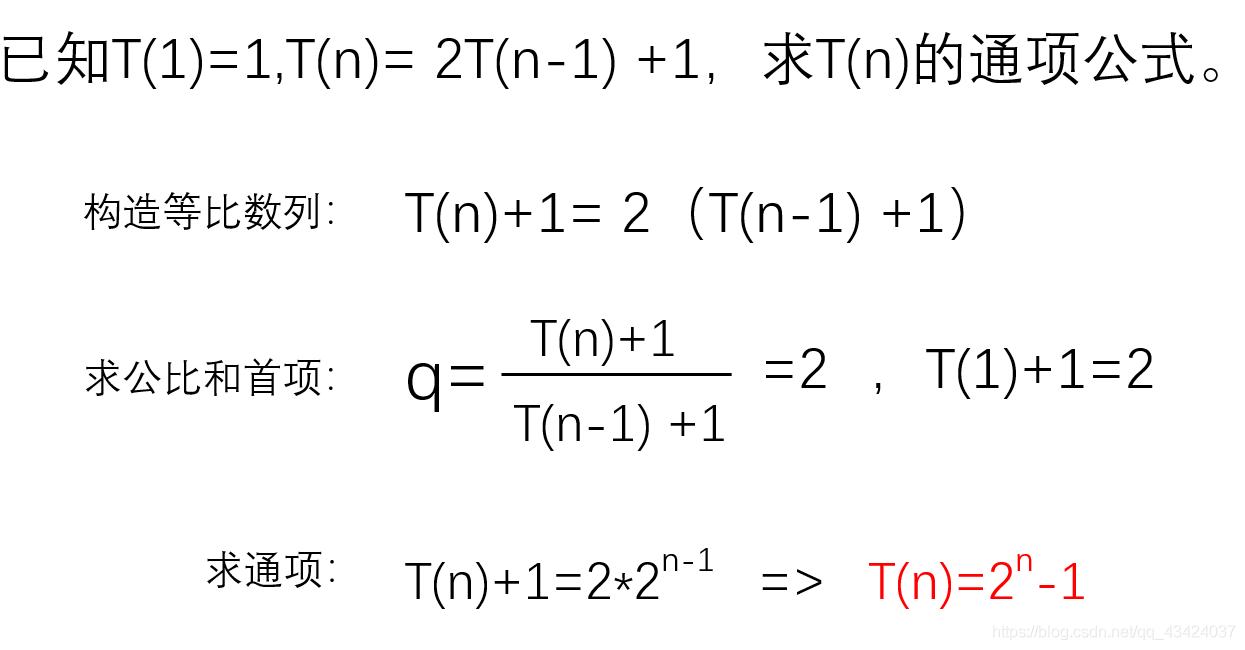 已知T(1)=1,T(n)= 2T(n-1) +1, 求T(n)的通项公式。
构造等比数列: T(n)+1= 2（T(n-1) +1）
求公比和首项: q= T(n)+1 / T(n-1) +1 =2 , T(1)+1=2
求通项: T(n)+1=2*2^{n-1} => T(n)=2^{n}-1
https://blog.csdn.net/qq_43424037